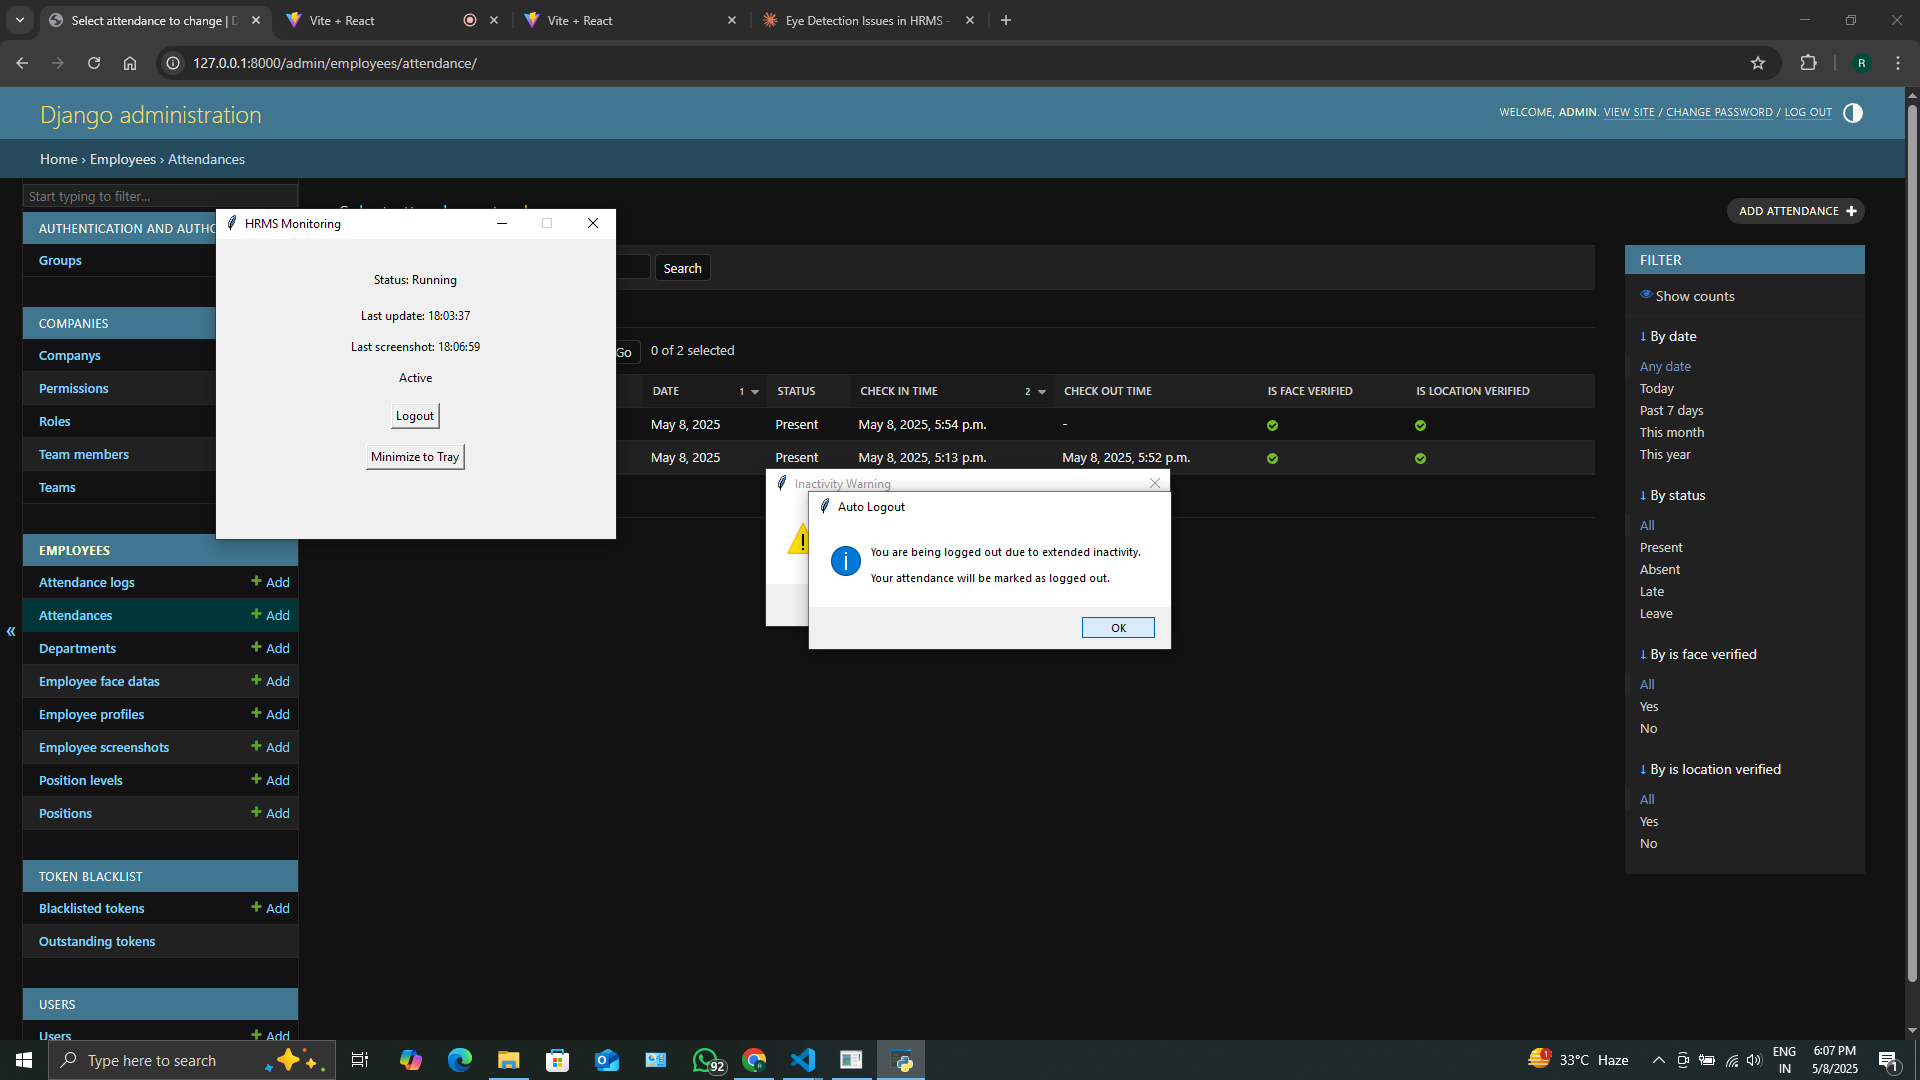 Select attendance to change | D
Vite + React
Vite + React
Eye Detection Issues in HRMS -
127.0.0.1:8000/admin/employees/attendance/
R
Django administration
WELCOME, ADMIN. VIEW SITE / CHANGE PASSWORD / LOG OUT
Home › Employees › Attendances
Start typing to filter...
AUTHENTICATION AND AUTHO
Groups
COMPANIES
Companys
Permissions
Roles
Team members
Teams
EMPLOYEES
Attendance logs + Add
Attendances + Add
Departments + Add
Employee face datas + Add
Employee profiles + Add
Employee screenshots + Add
Position levels + Add
Positions + Add
TOKEN BLACKLIST
Blacklisted tokens + Add
Outstanding tokens
USERS
Users + Add
HRMS Monitoring
Status: Running
Last update: 18:03:37
Last screenshot: 18:06:59
Active
Logout
Minimize to Tray
ADD ATTENDANCE +
Search
Go 0 of 2 selected
DATE 1 STATUS CHECK IN TIME 2 CHECK OUT TIME IS FACE VERIFIED IS LOCATION VERIFIED
May 8, 2025 Present May 8, 2025, 5:54 p.m. -
May 8, 2025 Present May 8, 2025, 5:13 p.m. May 8, 2025, 5:52 p.m.
Inactivity Warning
Auto Logout
You are being logged out due to extended inactivity.
Your attendance will be marked as logged out.
OK
FILTER
Show counts
↓ By date
Any date
Today
Past 7 days
This month
This year
↓ By status
All
Present
Absent
Late
Leave
↓ By is face verified
All
Yes
No
↓ By is location verified
All
Yes
No
Type here to search
92
1
33°C Haze
ENG
IN
6:07 PM
5/8/2025
1